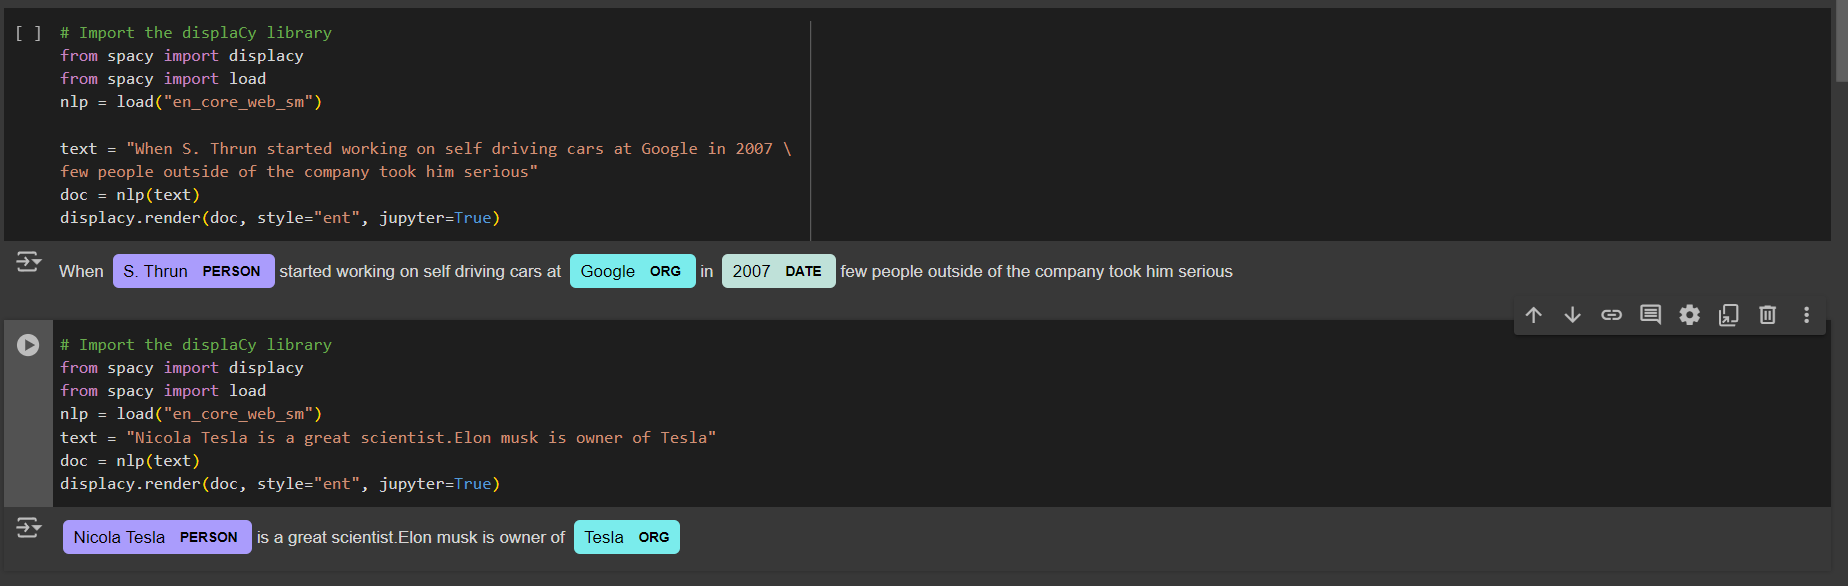 [ ] # Import the displaCy library
from spacy import displacy
from spacy import load
nlp = load("en_core_web_sm")
text = "When S. Thrun started working on self driving cars at Google in 2007 \
few people outside of the company took him serious"
doc = nlp(text)
displacy.render(doc, style="ent", jupyter=True)
When S. Thrun PERSON started working on self driving cars at Google ORG in 2007 DATE few people outside of the company took him serious
# Import the displaCy library
from spacy import displacy
from spacy import load
nlp = load("en_core_web_sm")
text = "Nicola Tesla is a great scientist.Elon musk is owner of Tesla"
doc = nlp(text)
displacy.render(doc, style="ent", jupyter=True)
Nicola Tesla PERSON is a great scientist.Elon musk is owner of Tesla ORG